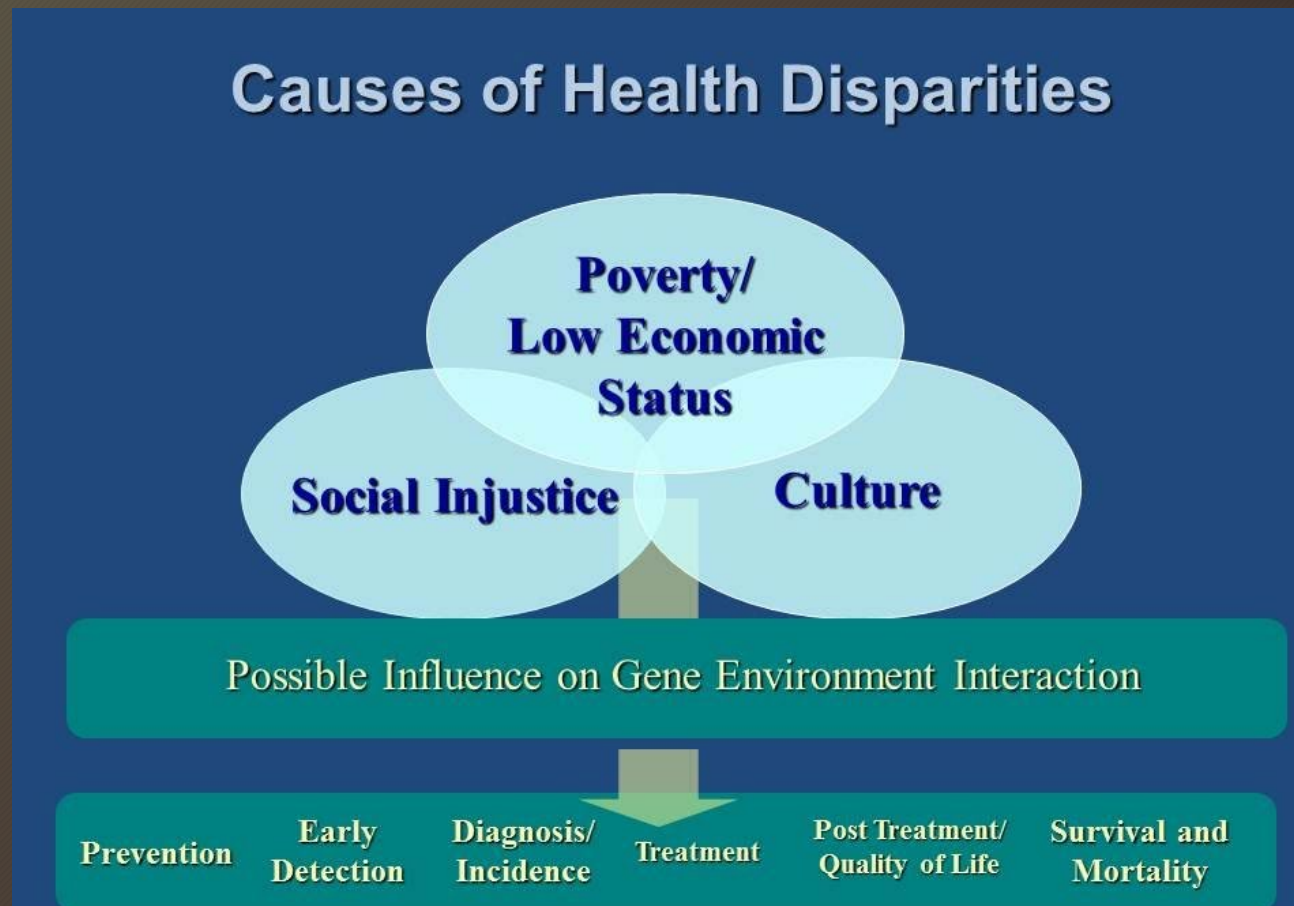 Causes of Health Disparities
Poverty/
Low Economic
Status
Social Injustice
Culture
Possible Influence on Gene Environment Interaction
Prevention
Early
Detection
Diagnosis/
Incidence
Treatment
Post Treatment/
Quality of Life
Survival and
Mortality